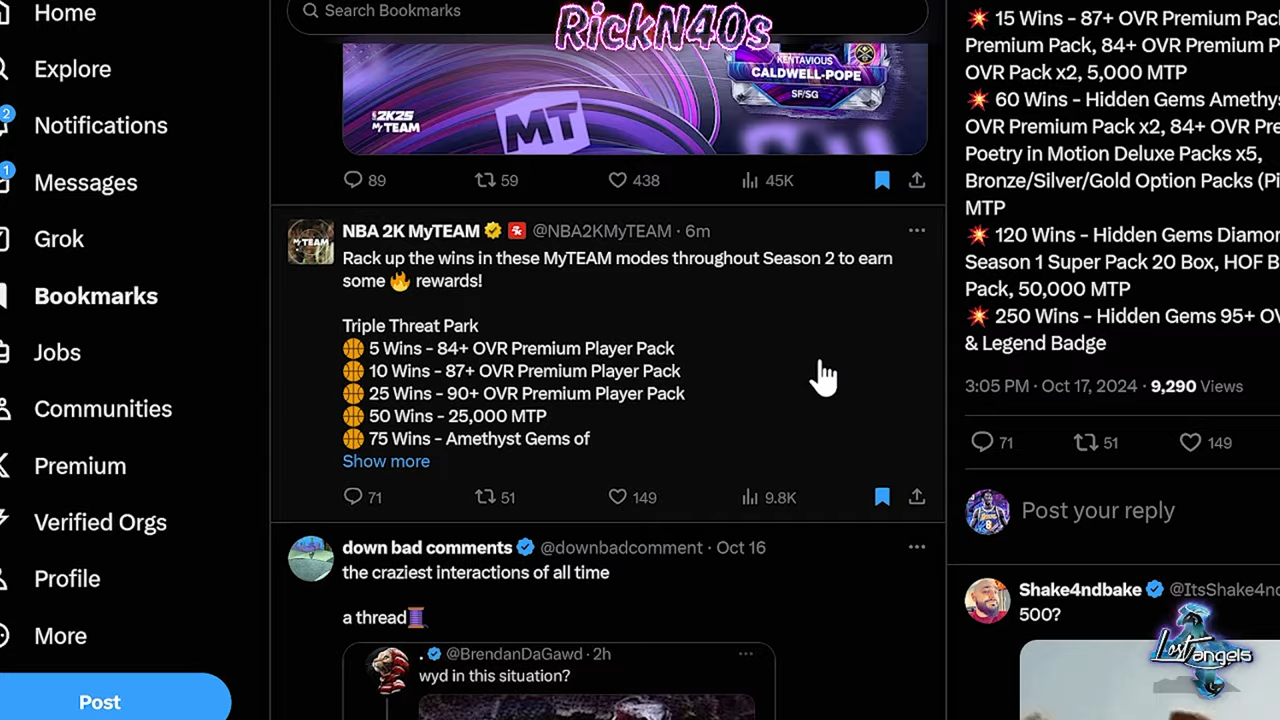 Home
Explore
2
Notifications
1
Messages
Grok
Bookmarks
Jobs
Communities
Premium
Verified Orgs
Profile
More
Post
Search Bookmarks
RickN40s
KENTAVIOUS
CALDWELL-POPE
SF/SG
2K25
MyTEAM
MT
89 59 438 45K
NBA 2K MyTEAM @NBA2KMyTEAM · 6m
Rack up the wins in these MyTEAM modes throughout Season 2 to earn
some 🔥 rewards!
Triple Threat Park
🏀 5 Wins - 84+ OVR Premium Player Pack
🏀 10 Wins - 87+ OVR Premium Player Pack
🏀 25 Wins - 90+ OVR Premium Player Pack
🏀 50 Wins - 25,000 MTP
🏀 75 Wins - Amethyst Gems of
Show more
71 51 149 9.8K
down bad comments @downbadcomment · Oct 16
the craziest interactions of all time
a thread🧵
. @BrendanDaGawd · 2h
wyd in this situation?
💥 15 Wins - 87+ OVR Premium Pack
Premium Pack, 84+ OVR Premium P
OVR Pack x2, 5,000 MTP
💥 60 Wins - Hidden Gems Amethys
OVR Premium Pack x2, 84+ OVR Pre
Poetry in Motion Deluxe Packs x5,
Bronze/Silver/Gold Option Packs (Pi
MTP
💥 120 Wins - Hidden Gems Diamon
Season 1 Super Pack 20 Box, HOF B
Pack, 50,000 MTP
💥 250 Wins - Hidden Gems 95+ OV
& Legend Badge
3:05 PM · Oct 17, 2024 · 9,290 Views
71 51 149
Post your reply
Shake4ndbake @ItsShake4nd
500?
Lost angels